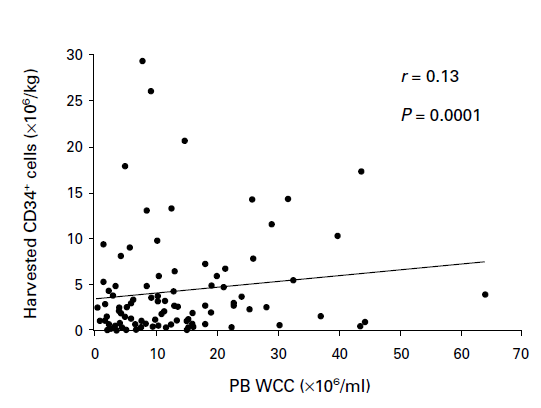 r = 0.13
P = 0.0001
Harvested CD34⁺ cells (×10⁶/kg)
30
25
20
15
10
5
0
0 10 20 30 40 50 60 70
PB WCC (×10⁶/ml)